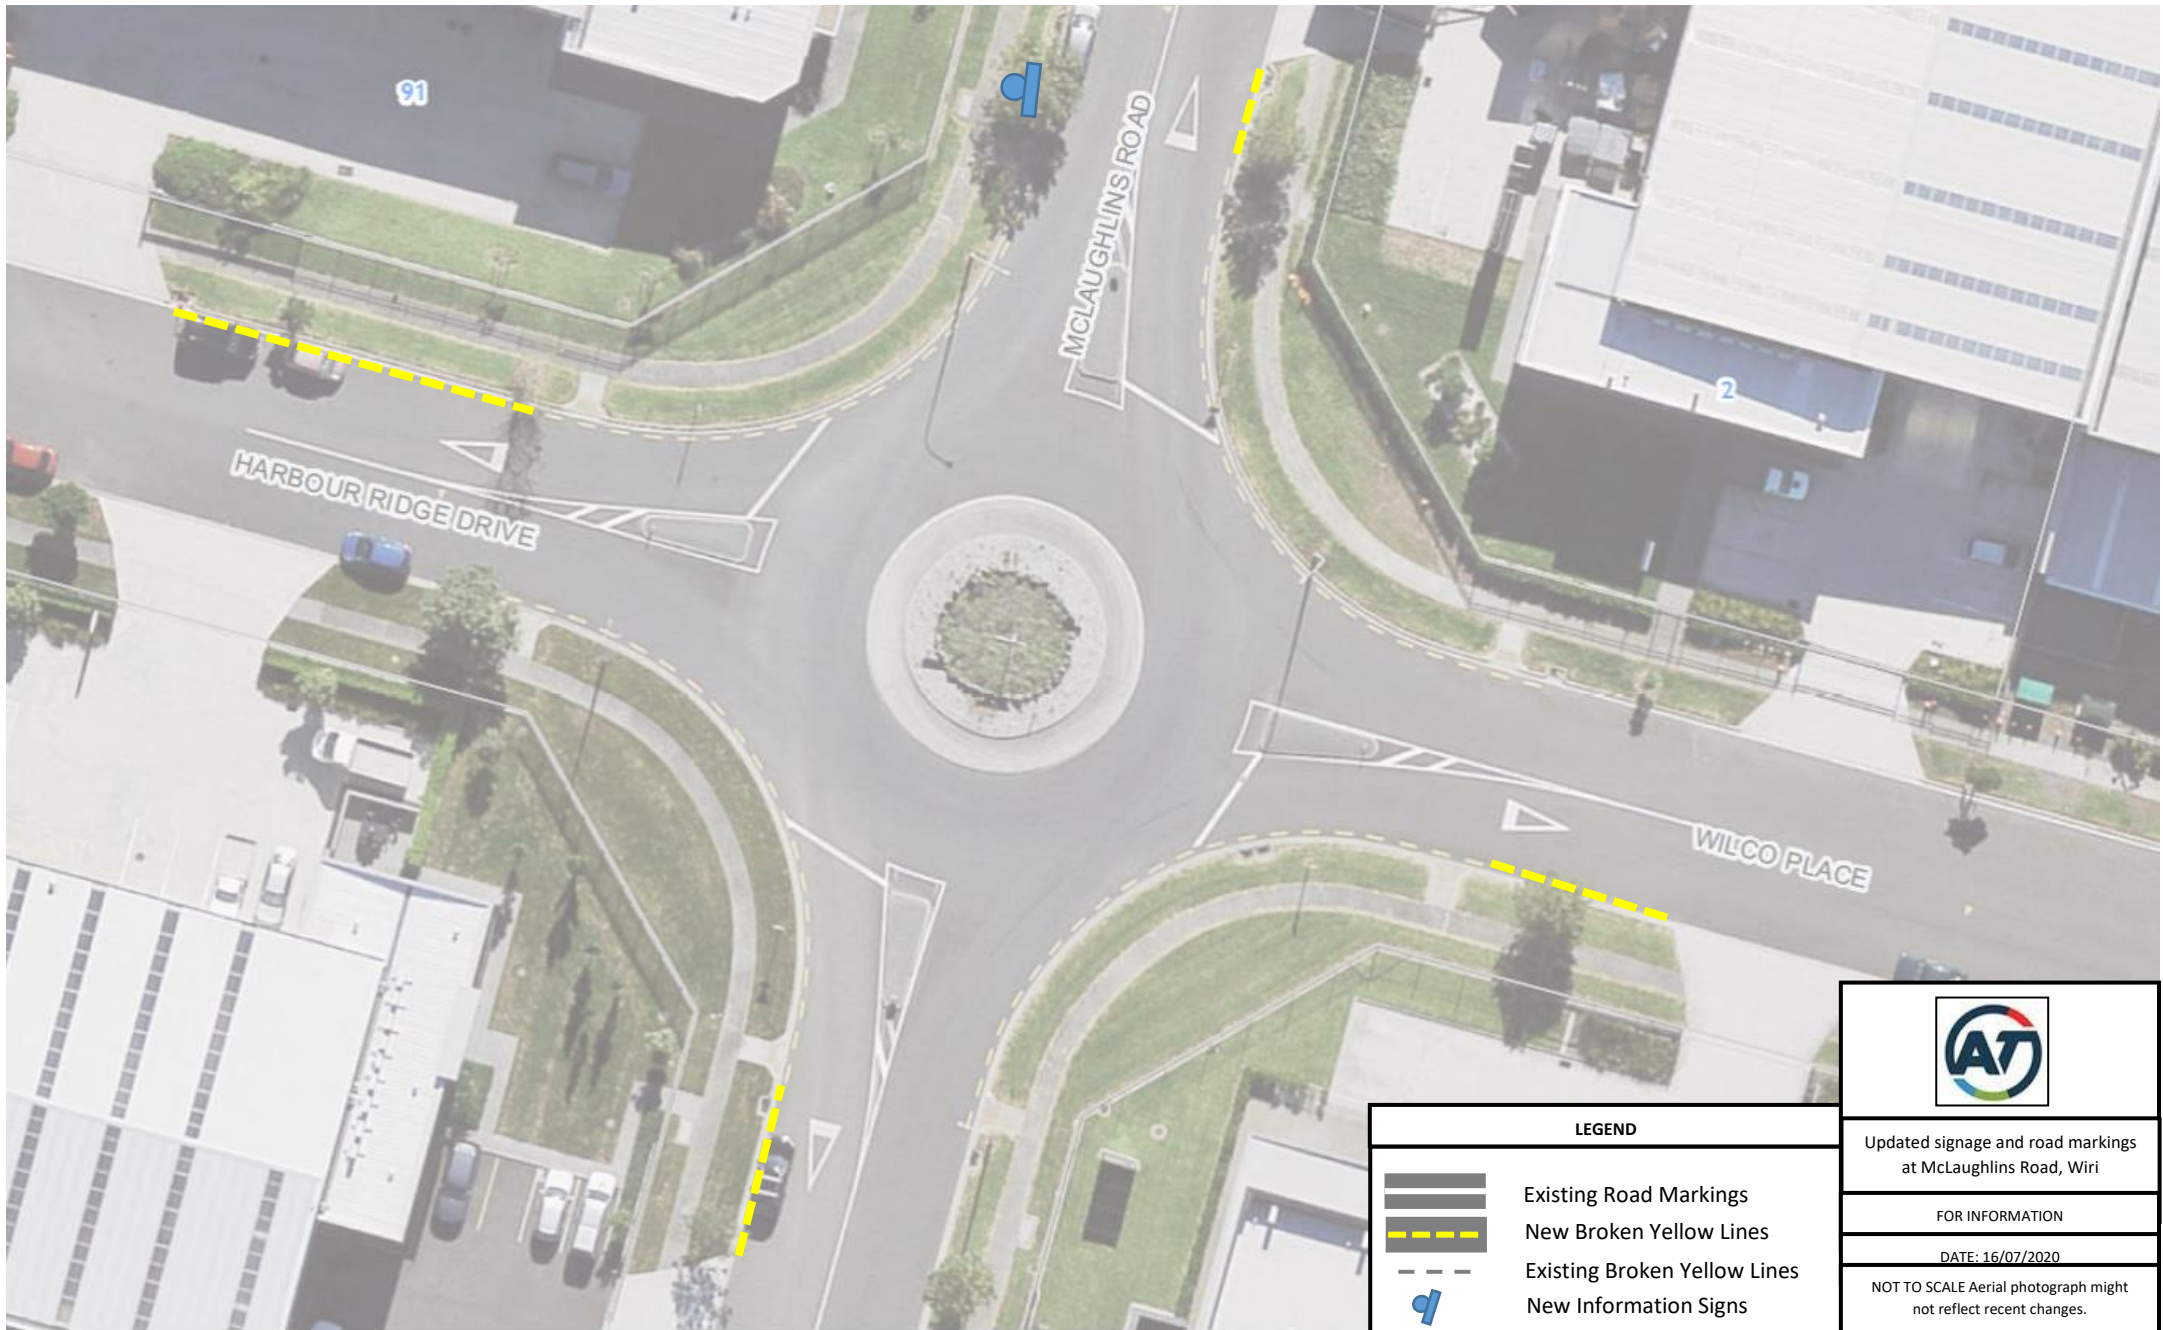 91
MCLAUGHLINS ROAD
2
HARBOUR RIDGE DRIVE
WILCO PLACE
LEGEND
Existing Road Markings
New Broken Yellow Lines
Existing Broken Yellow Lines
New Information Signs
AT
Updated signage and road markings
at McLaughlins Road, Wiri
FOR INFORMATION
DATE: 16/07/2020
NOT TO SCALE Aerial photograph might
not reflect recent changes.